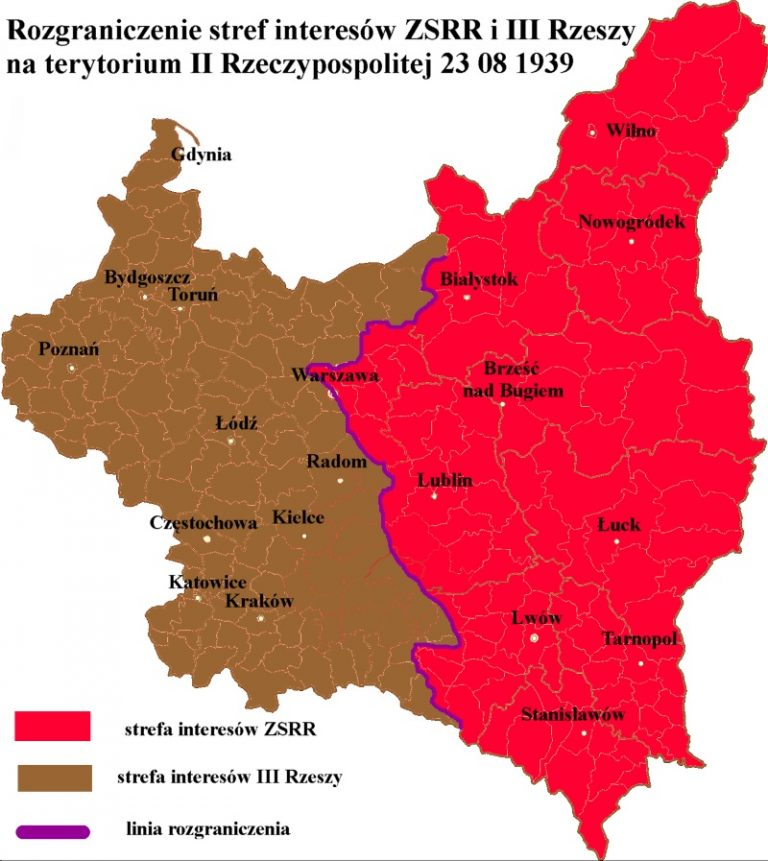 Rozgraniczenie stref interesów ZSRR i III Rzeszy
na terytorium II Rzeczypospolitej 23 08 1939
Wilno
Gdynia
Nowogródek
Bydgoszcz
Toruń
Białystok
Poznań
Warszawa
Brześć
nad Bugiem
Łódź
Radom
Lublin
Częstochowa
Kielce
Łuck
Katowice
Kraków
Lwów
Tarnopol
Stanisławów
strefa interesów ZSRR
strefa interesów III Rzeszy
linia rozgraniczenia